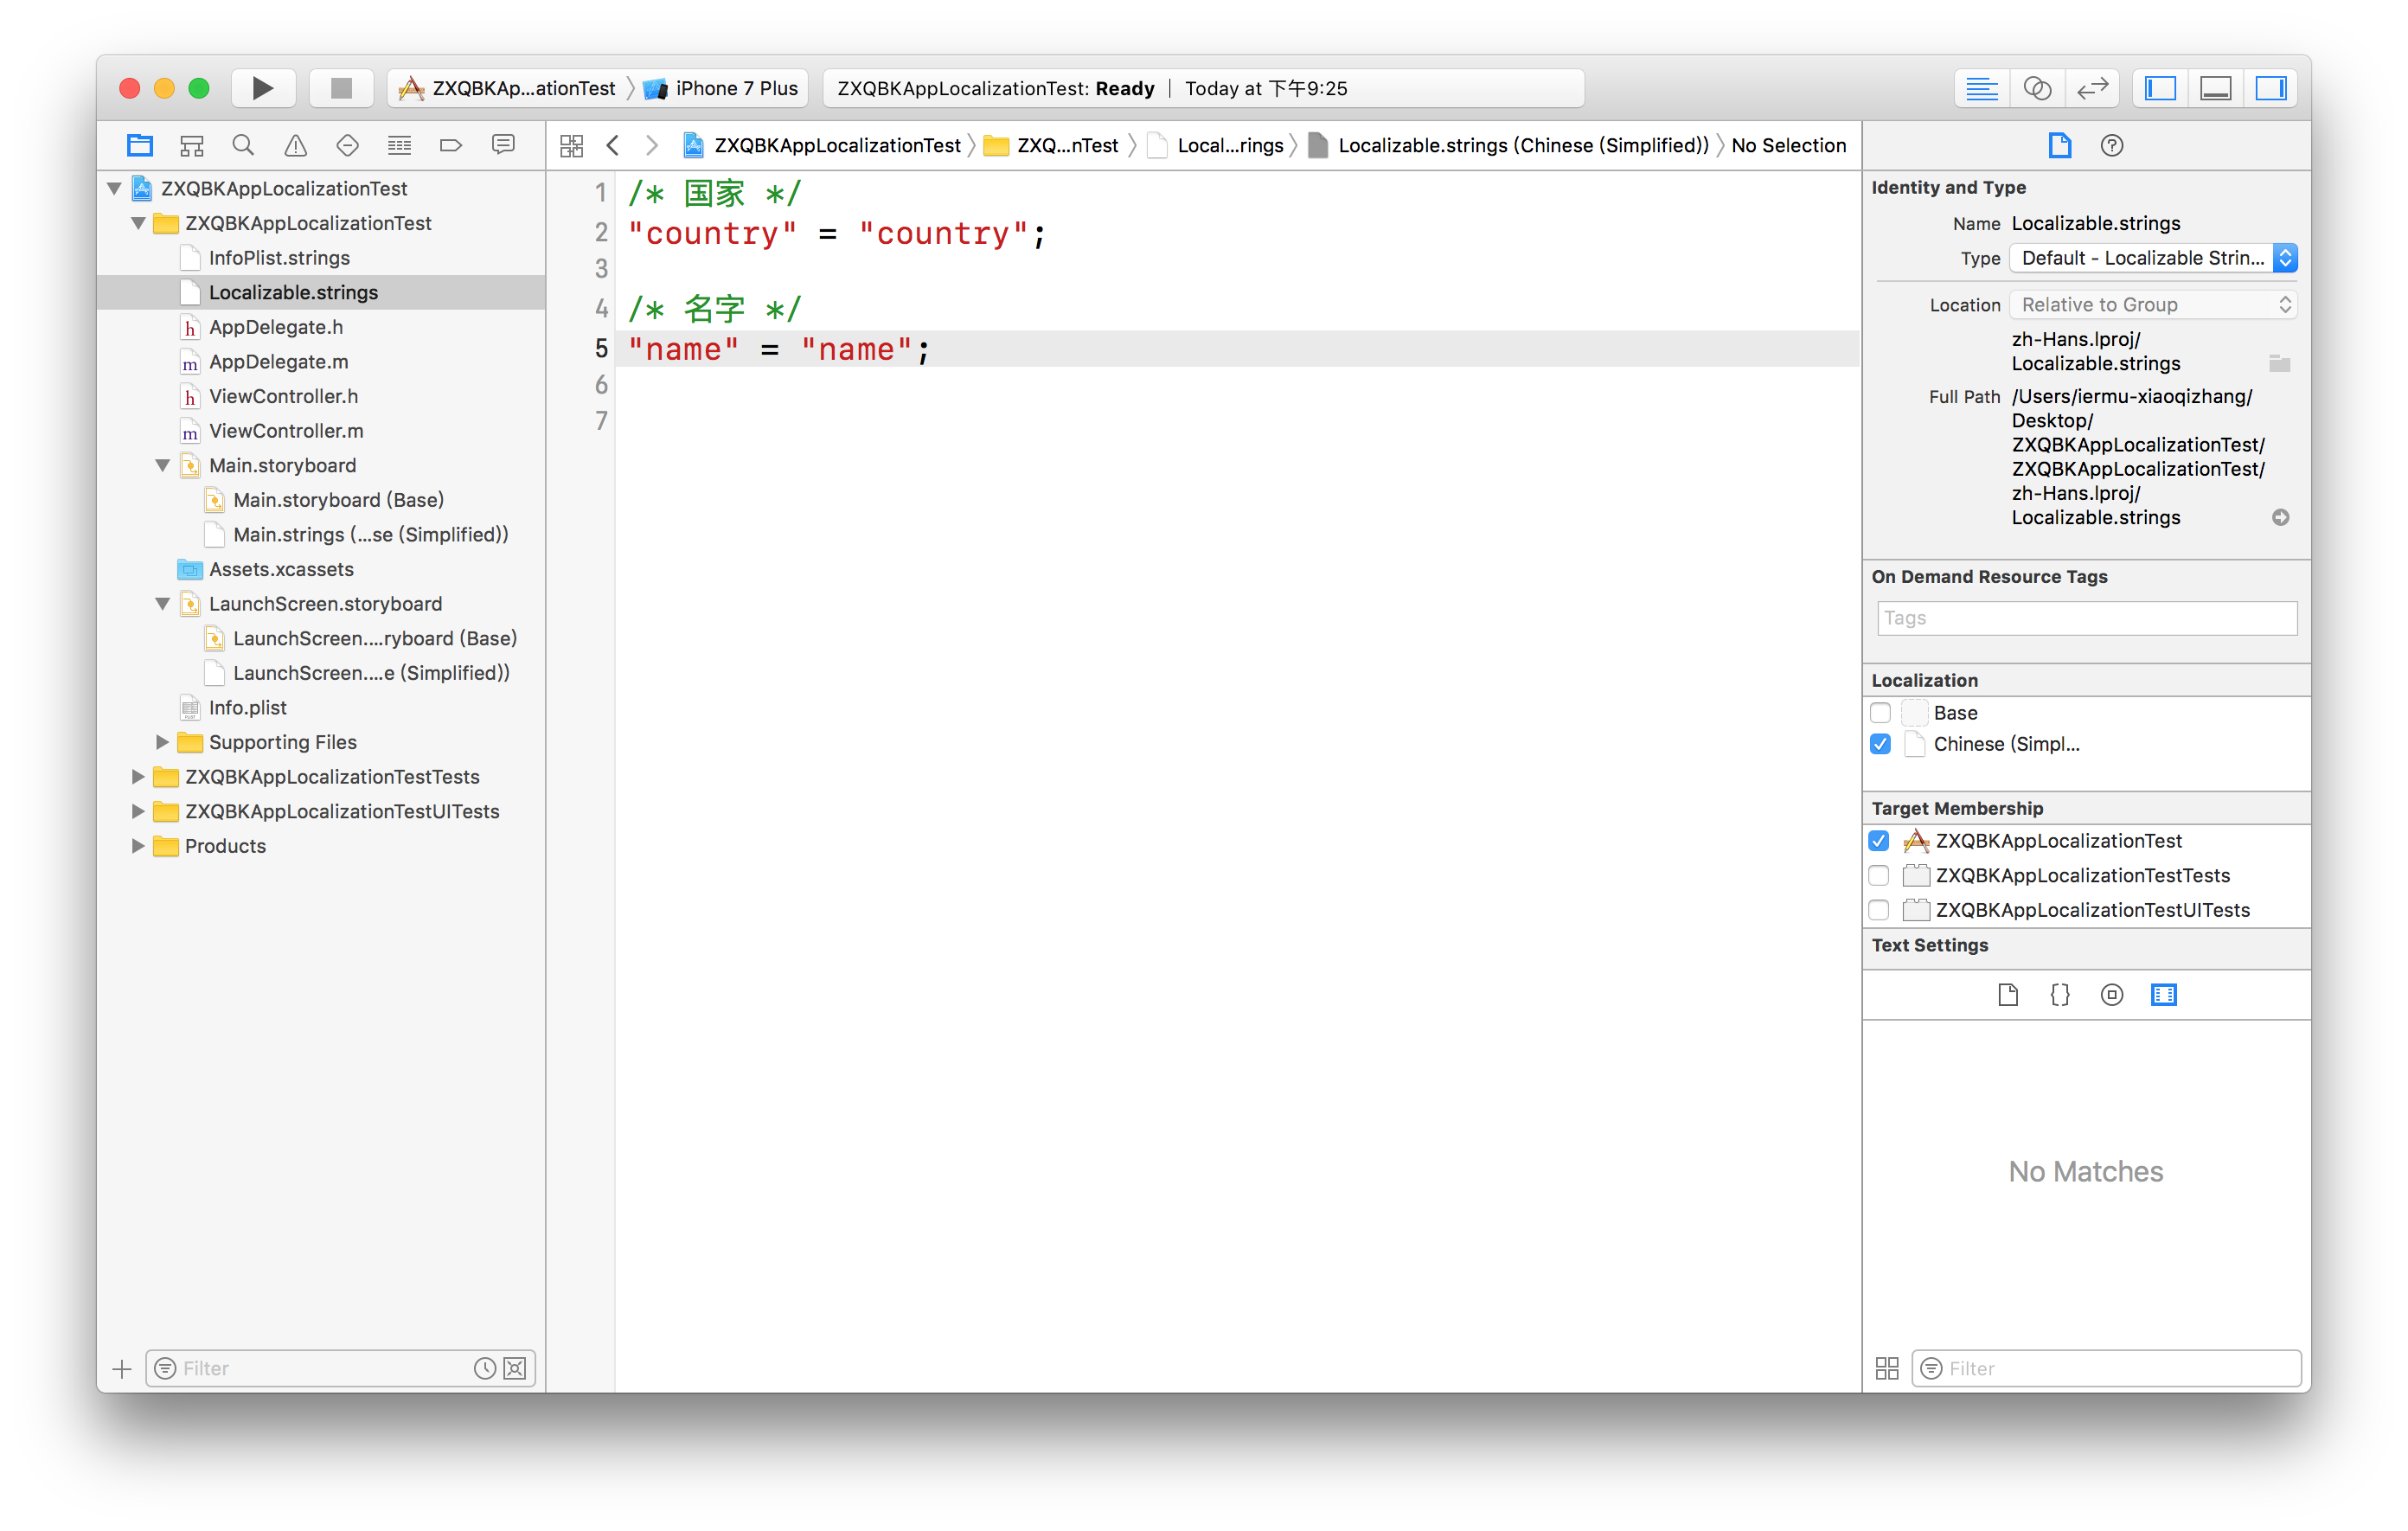 ZXQBKAp...ationTest
iPhone 7 Plus
ZXQBKAppLocalizationTest: Ready | Today at 下午9:25
ZXQBKAppLocalizationTest
ZXQ...nTest
Local...rings
Localizable.strings (Chinese (Simplified))
No Selection
ZXQBKAppLocalizationTest
ZXQBKAppLocalizationTest
InfoPlist.strings
Localizable.strings
h AppDelegate.h
m AppDelegate.m
h ViewController.h
m ViewController.m
Main.storyboard
Main.storyboard (Base)
Main.strings (...se (Simplified))
Assets.xcassets
LaunchScreen.storyboard
LaunchScreen....ryboard (Base)
LaunchScreen....e (Simplified))
Info.plist
Supporting Files
ZXQBKAppLocalizationTestTests
ZXQBKAppLocalizationTestUITests
Products
Filter
1 /* 国家 */
2 "country" = "country";
3
4 /* 名字 */
5 "name" = "name";
6
7
Identity and Type
Name Localizable.strings
Type Default - Localizable Strin...
Location Relative to Group
zh-Hans.lproj/
Localizable.strings
Full Path /Users/iermu-xiaoqizhang/
Desktop/
ZXQBKAppLocalizationTest/
ZXQBKAppLocalizationTest/
zh-Hans.lproj/
Localizable.strings
On Demand Resource Tags
Tags
Localization
Base
Chinese (Simpl...
Target Membership
ZXQBKAppLocalizationTest
ZXQBKAppLocalizationTestTests
ZXQBKAppLocalizationTestUITests
Text Settings
{}
No Matches
Filter